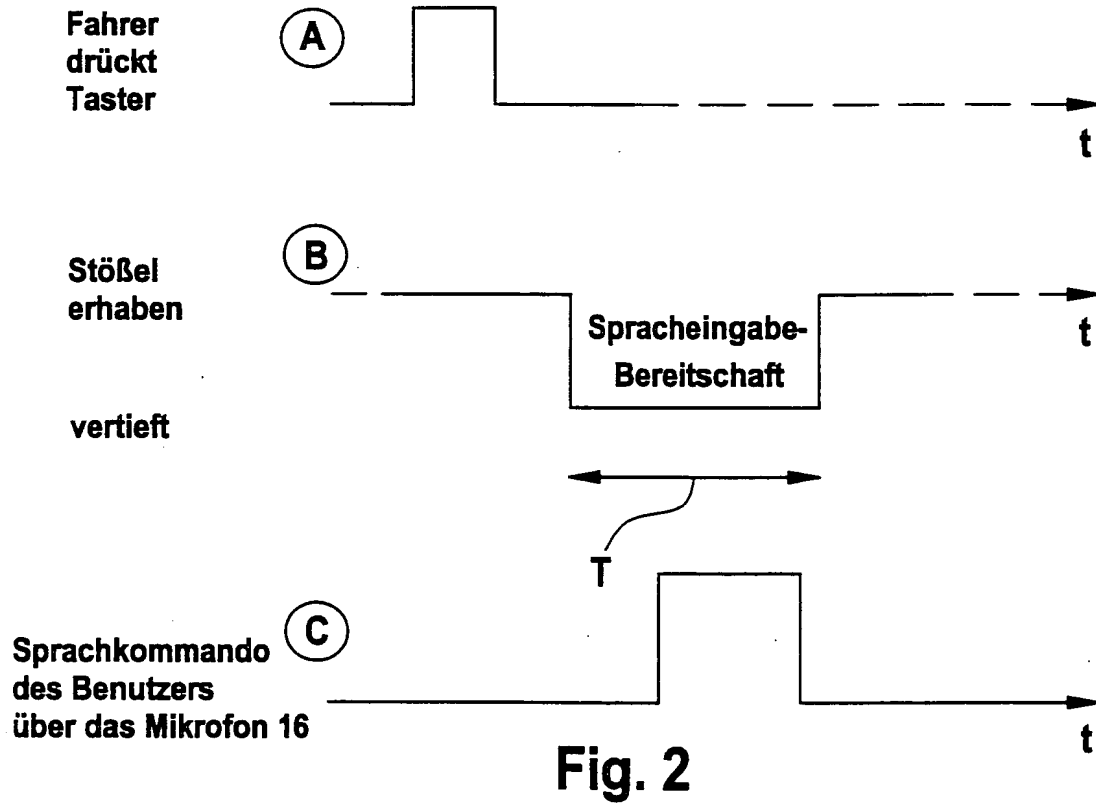 Fahrer
drückt
Taster
A
t
Stößel
erhaben
B
t
Spracheingabe-
Bereitschaft
vertieft
T
Sprachkommando
des Benutzers
über das Mikrofon 16
C
t
Fig. 2